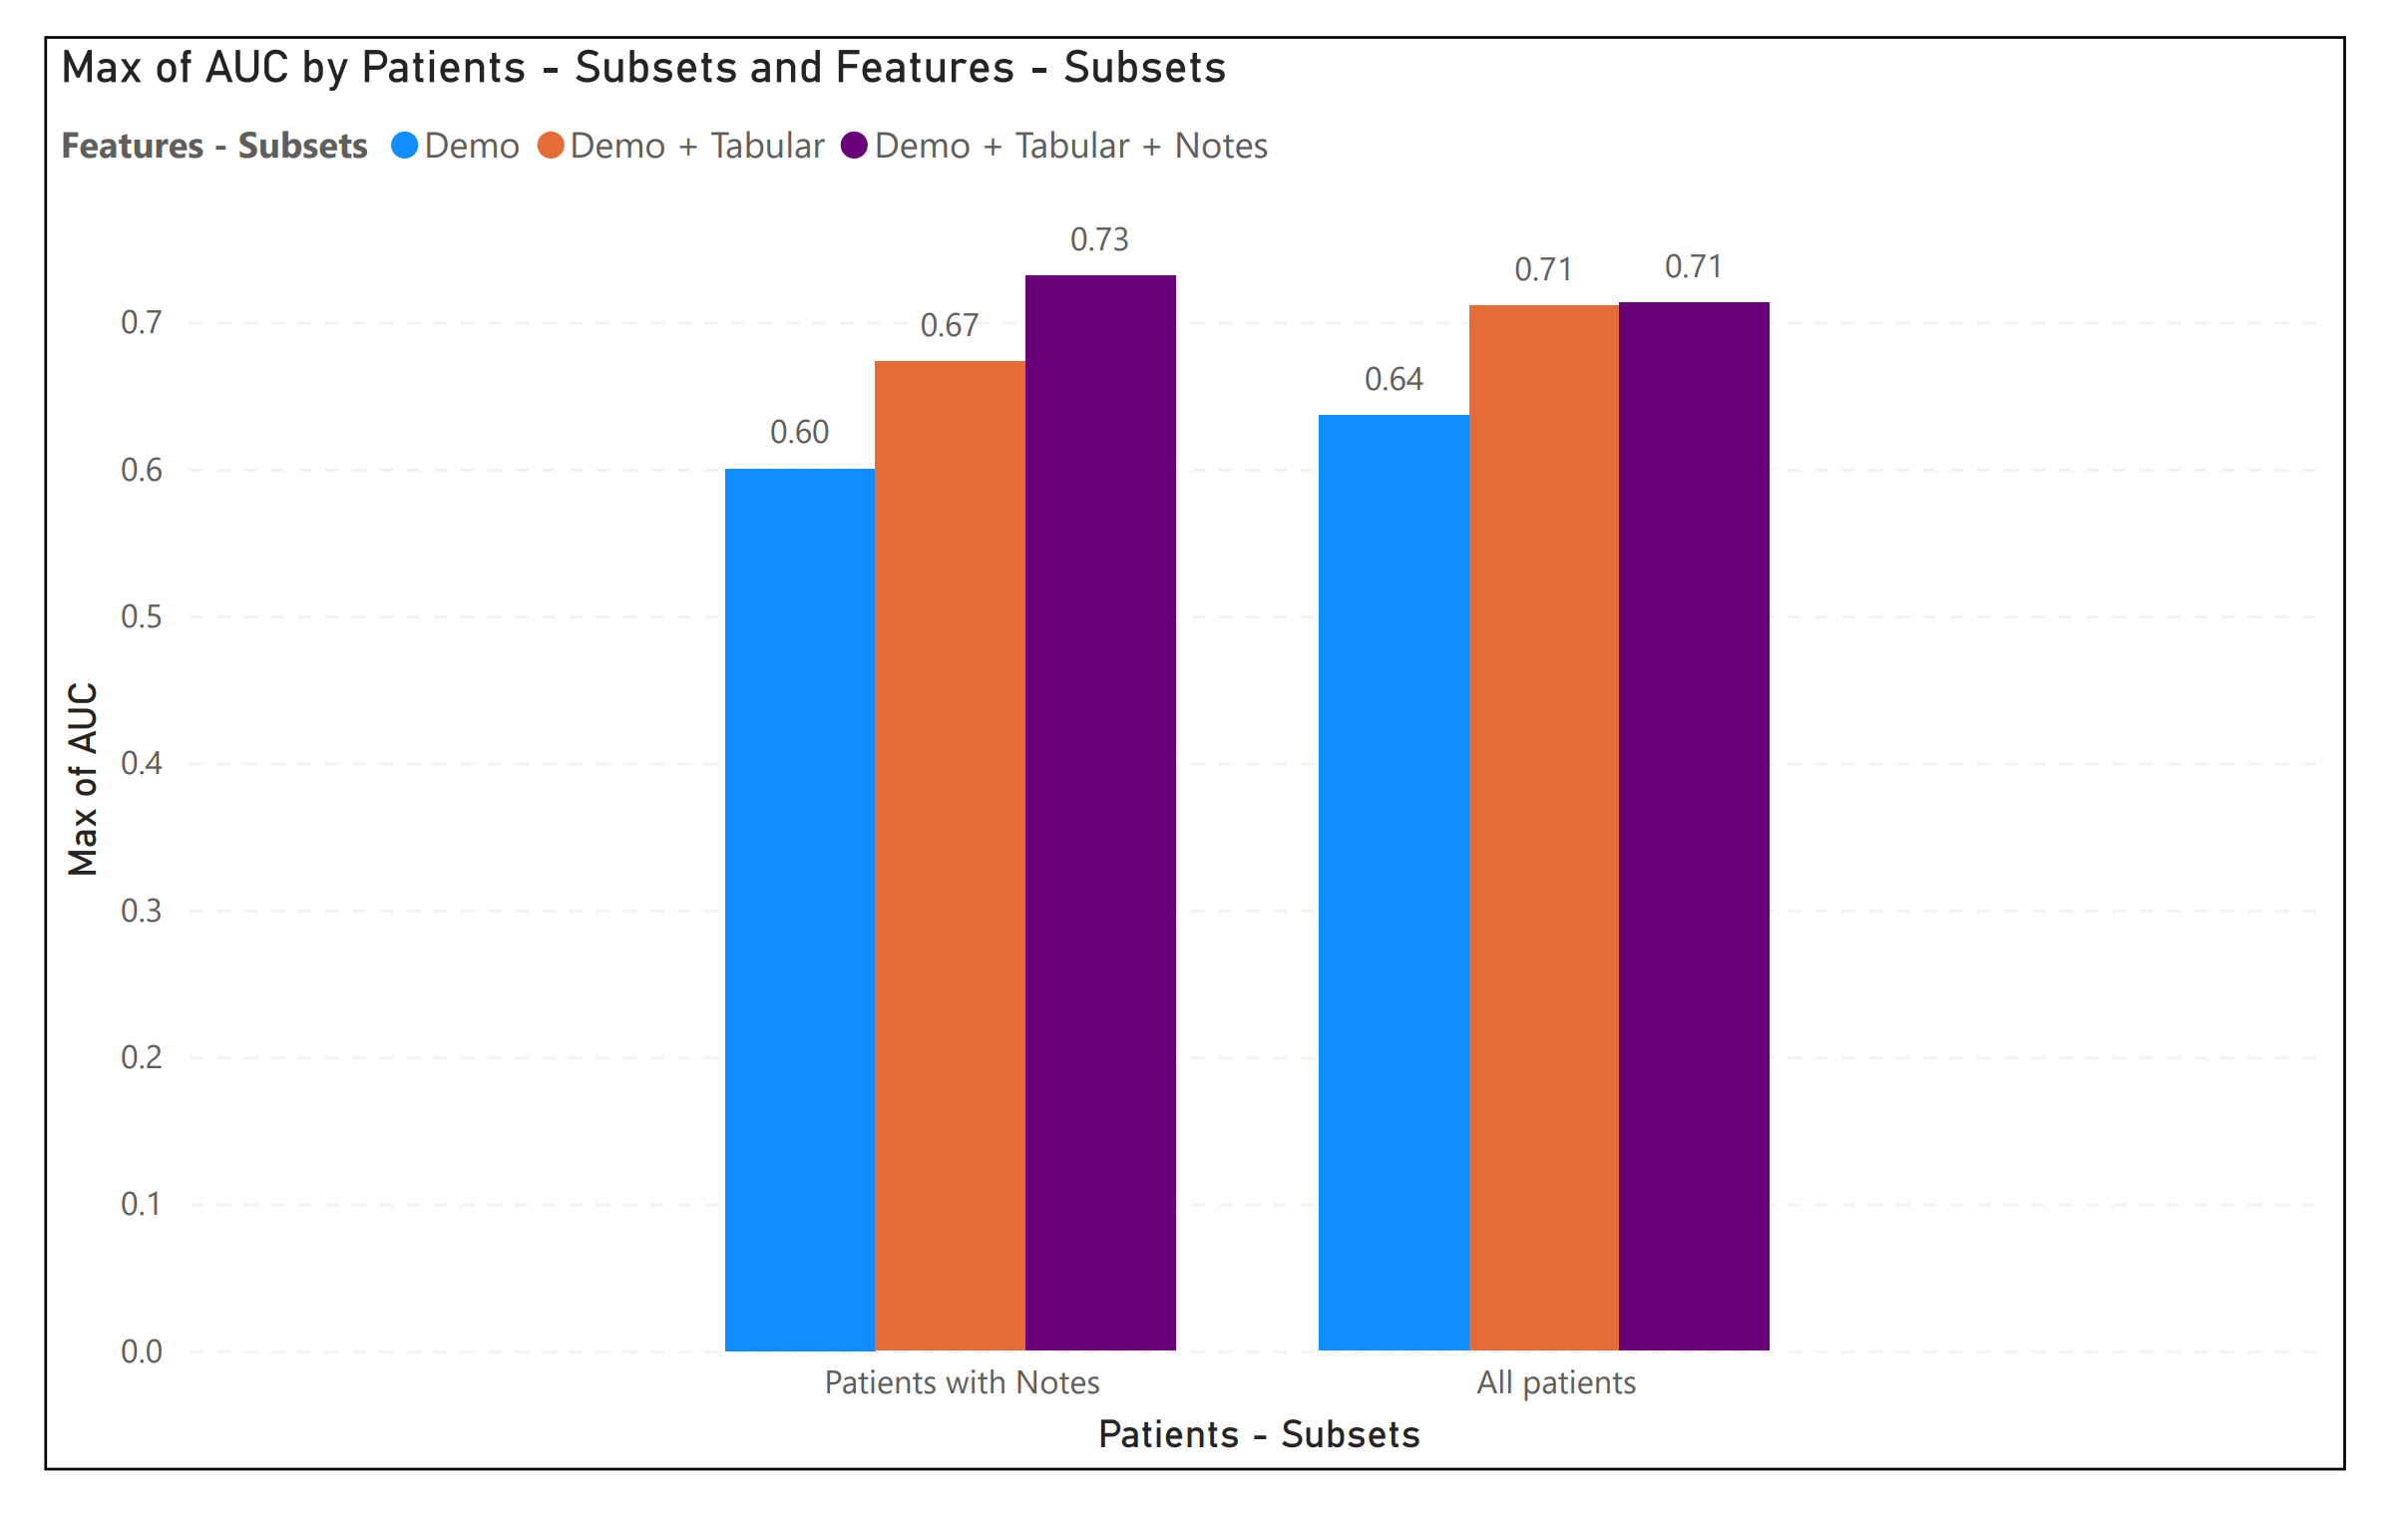 Max of AUC by Patients - Subsets and Features - Subsets
Features - Subsets Demo Demo + Tabular Demo + Tabular + Notes
0.73
0.71
0.71
0.7
0.67
0.64
0.60
0.6
0.5
0.4
0.3
0.2
0.1
0.0
Max of AUC
Patients with Notes
All patients
Patients - Subsets